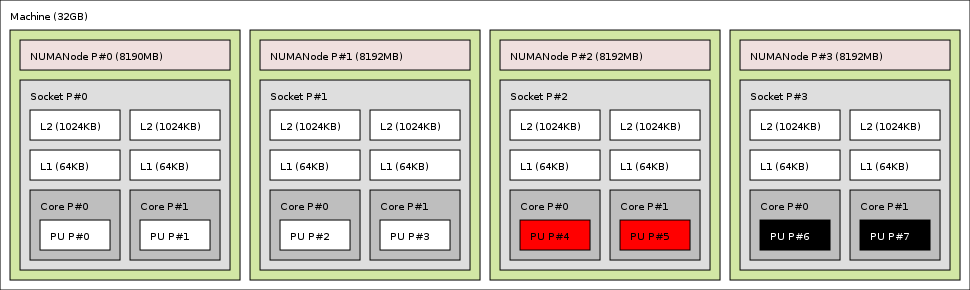 Machine (32GB)
NUMANode P#0 (8190MB)
Socket P#0
L2 (1024KB) L2 (1024KB)
L1 (64KB) L1 (64KB)
Core P#0 Core P#1
PU P#0 PU P#1
NUMANode P#1 (8192MB)
Socket P#1
L2 (1024KB) L2 (1024KB)
L1 (64KB) L1 (64KB)
Core P#0 Core P#1
PU P#2 PU P#3
NUMANode P#2 (8192MB)
Socket P#2
L2 (1024KB) L2 (1024KB)
L1 (64KB) L1 (64KB)
Core P#0 Core P#1
PU P#4 PU P#5
NUMANode P#3 (8192MB)
Socket P#3
L2 (1024KB) L2 (1024KB)
L1 (64KB) L1 (64KB)
Core P#0 Core P#1
PU P#6 PU P#7